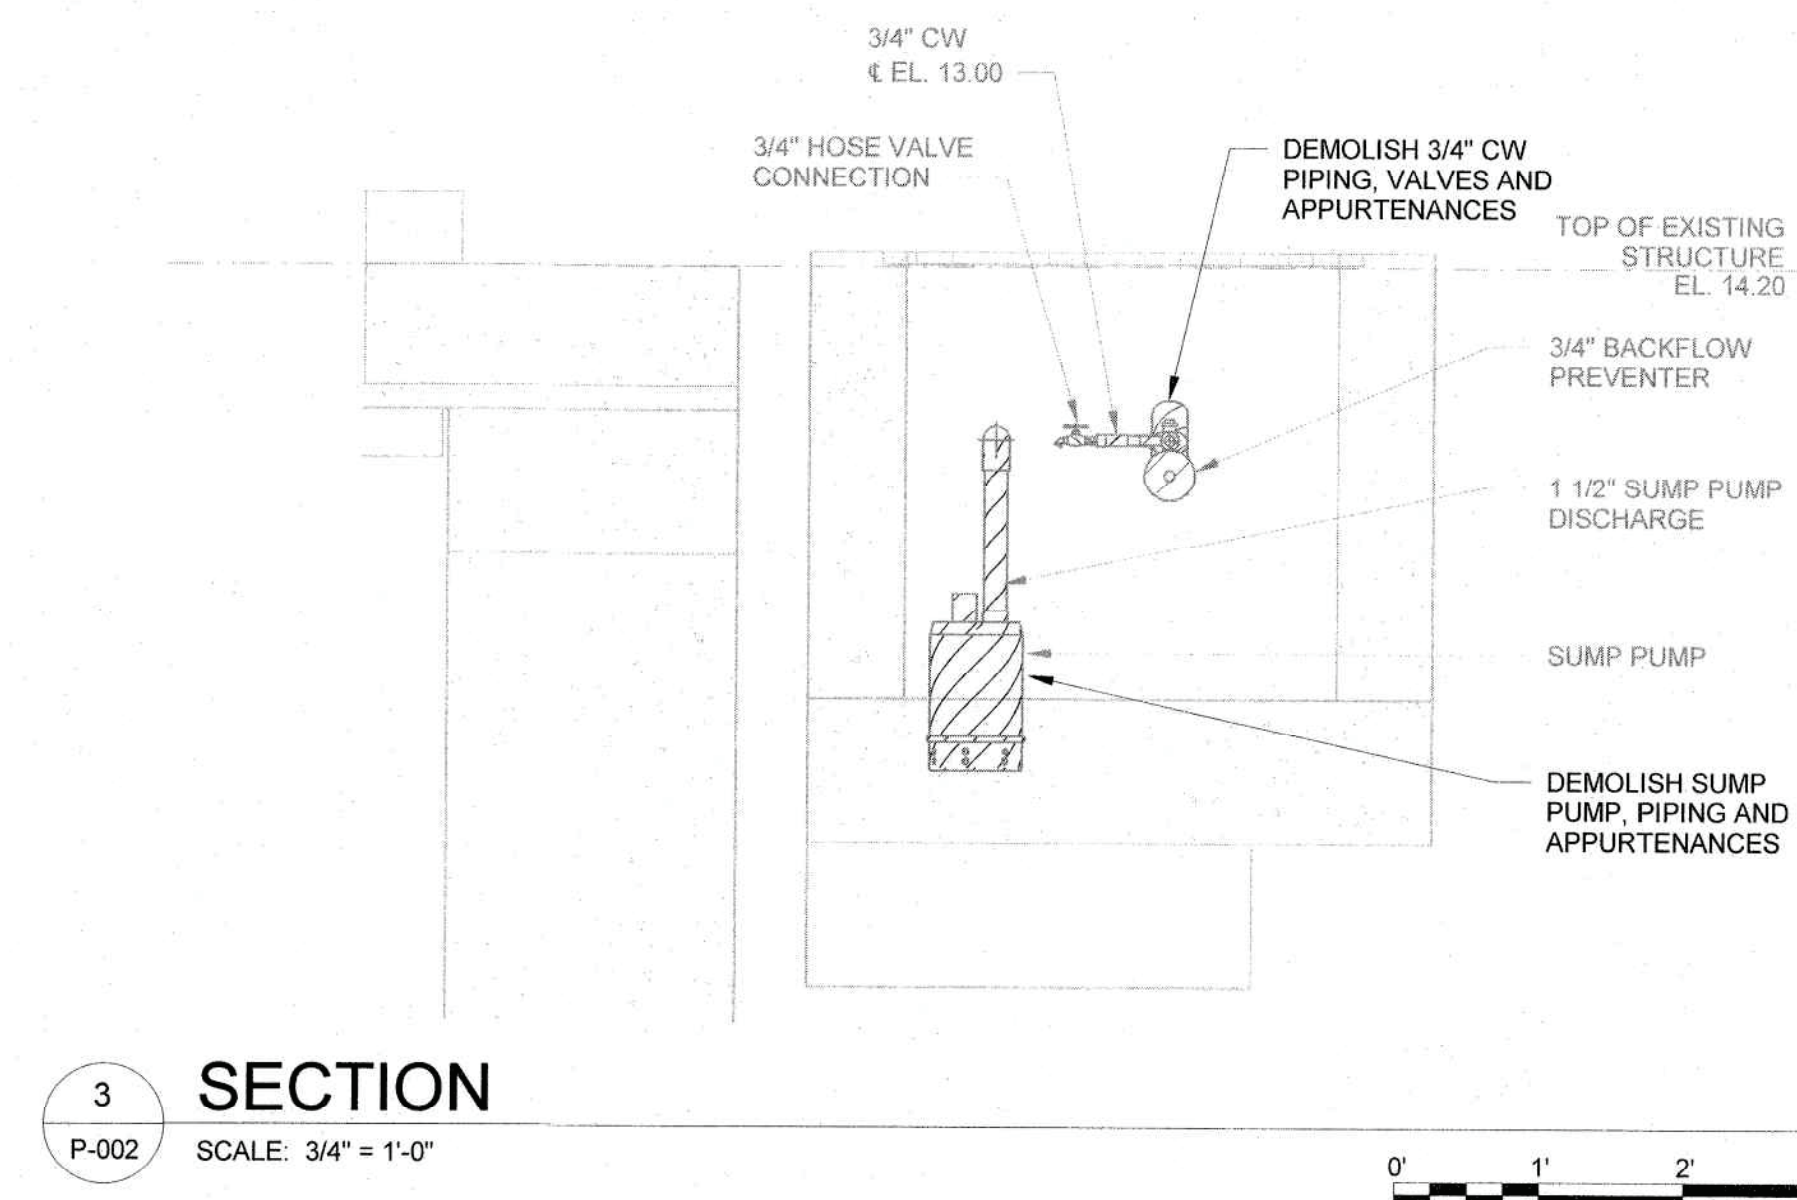 3/4" CW
℄ EL. 13.00
3/4" HOSE VALVE
CONNECTION
DEMOLISH 3/4" CW
PIPING, VALVES AND
APPURTENANCES
TOP OF EXISTING
STRUCTURE
EL. 14.20
3/4" BACKFLOW
PREVENTER
1 1/2" SUMP PUMP
DISCHARGE
SUMP PUMP
DEMOLISH SUMP
PUMP, PIPING AND
APPURTENANCES
3
P-002
SECTION
SCALE: 3/4" = 1'-0"
0' 1' 2'